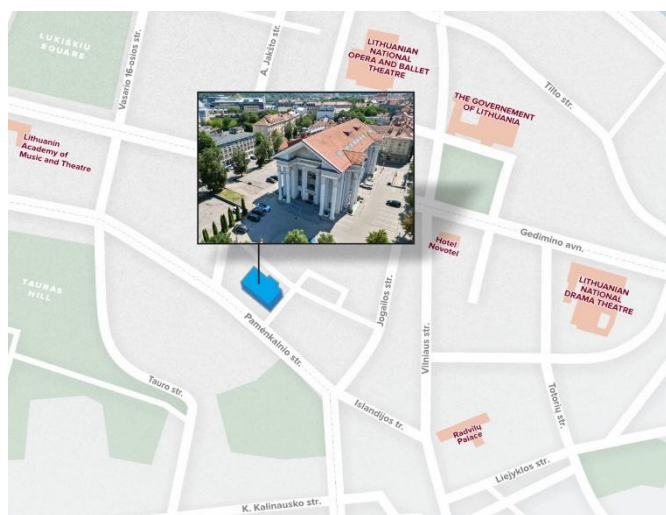 LUKIŠKIŲ
SQUARE
Vasario 16-osios str.
A. Jakšto str.
LITHUANIAN
NATIONAL
OPERA AND BALLET
THEATRE
Tilto str.
THE GOVERNEMENT
OF LITHUANIA
Lithuanin
Academy of
Music and Theatre
Gedimino avn.
Hotel
Novotel
TAURAS
HILL
Jogailos str.
LITHUANIAN
NATIONAL
DRAMA THEATRE
Pamėnkalnio str.
Vilniaus str.
Tauro str.
Islandijos tr.
Totorių str.
Radvilų
Palace
Liejyklos str.
K. Kalinausko str.